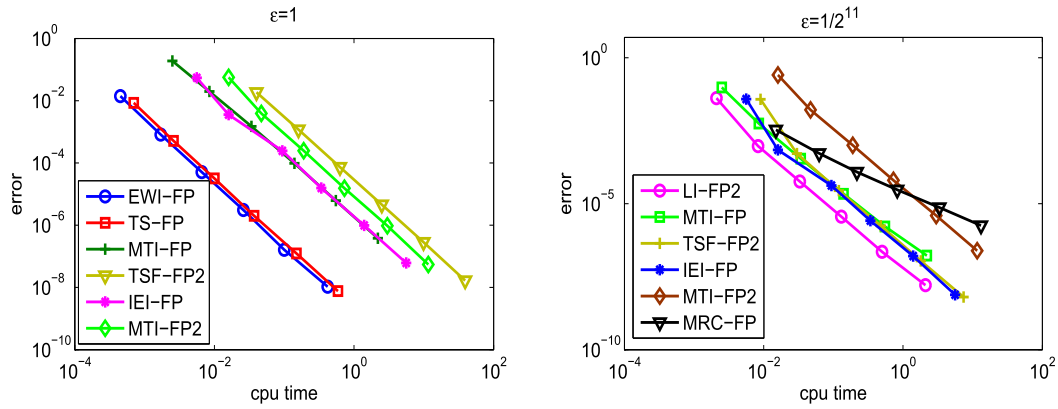 ε=1
10^0
10^−2
10^−4
10^−6
10^−8
10^−10
error
EWI−FP
TS−FP
MTI−FP
TSF−FP2
IEI−FP
MTI−FP2
10^−4
10^−2
10^0
10^2
cpu time
ε=1/2^11
10^0
10^−5
10^−10
error
LI−FP2
MTI−FP
TSF−FP2
IEI−FP
MTI−FP2
MRC−FP
10^−4
10^−2
10^0
10^2
cpu time